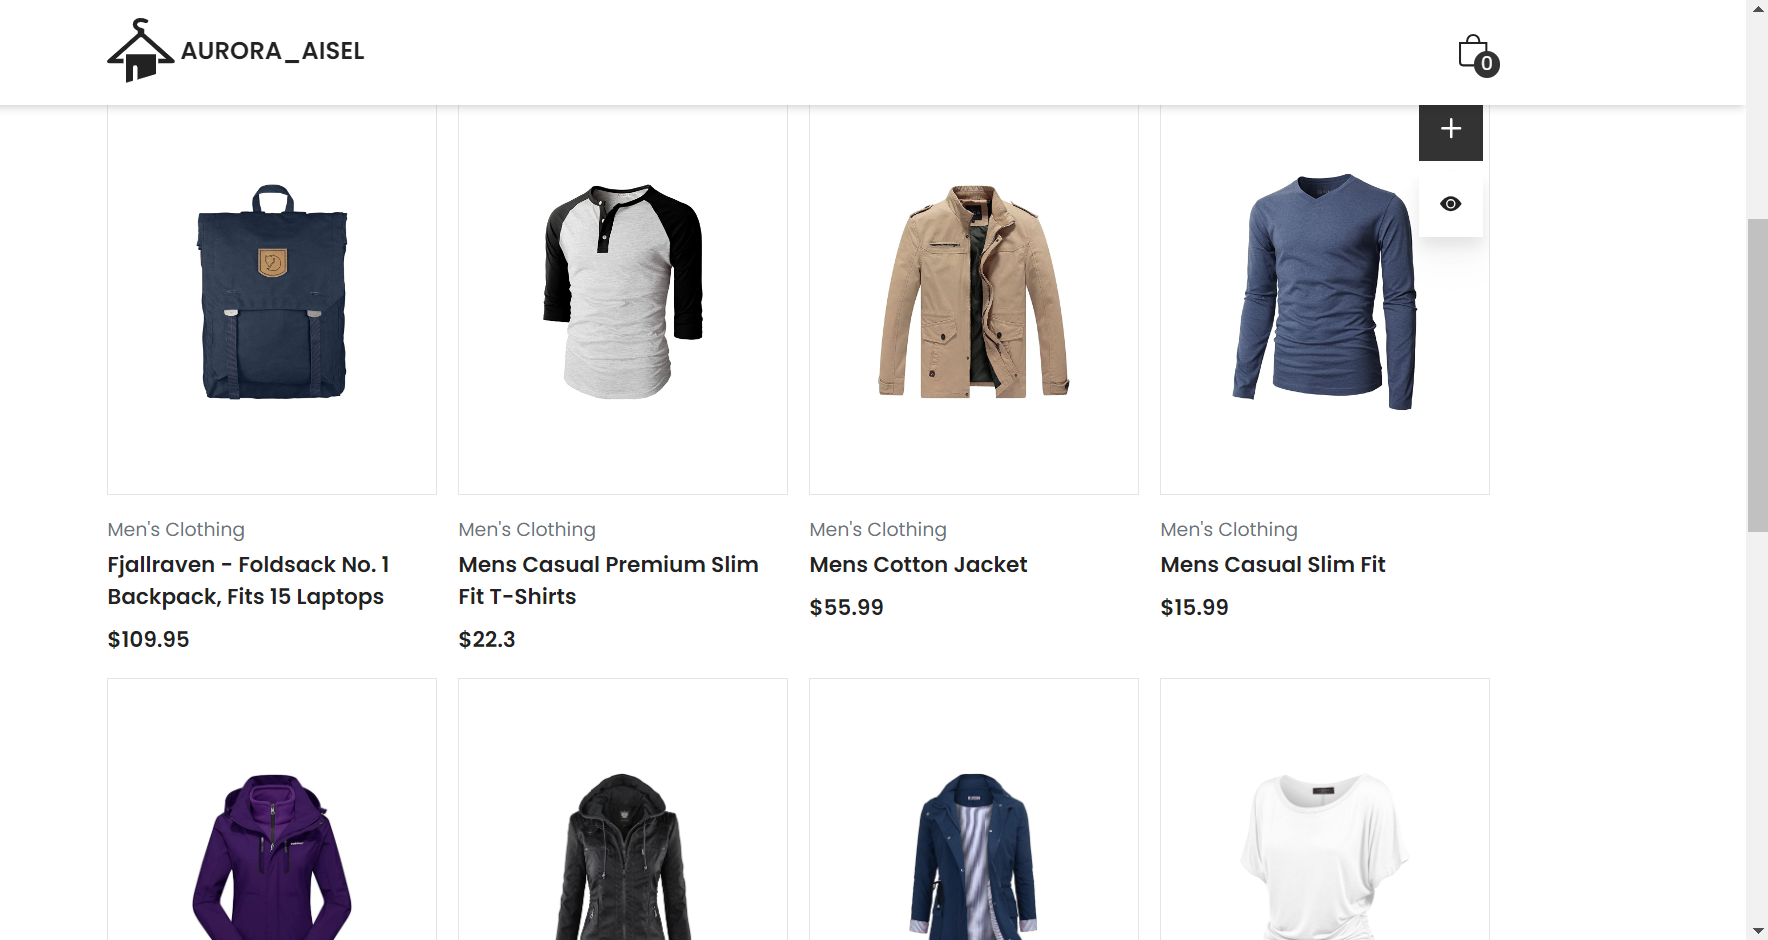 AURORA_AISEL
0
Men's Clothing
Fjallraven - Foldsack No. 1
Backpack, Fits 15 Laptops
$109.95
Men's Clothing
Mens Casual Premium Slim
Fit T-Shirts
$22.3
Men's Clothing
Mens Cotton Jacket
$55.99
Men's Clothing
Mens Casual Slim Fit
$15.99